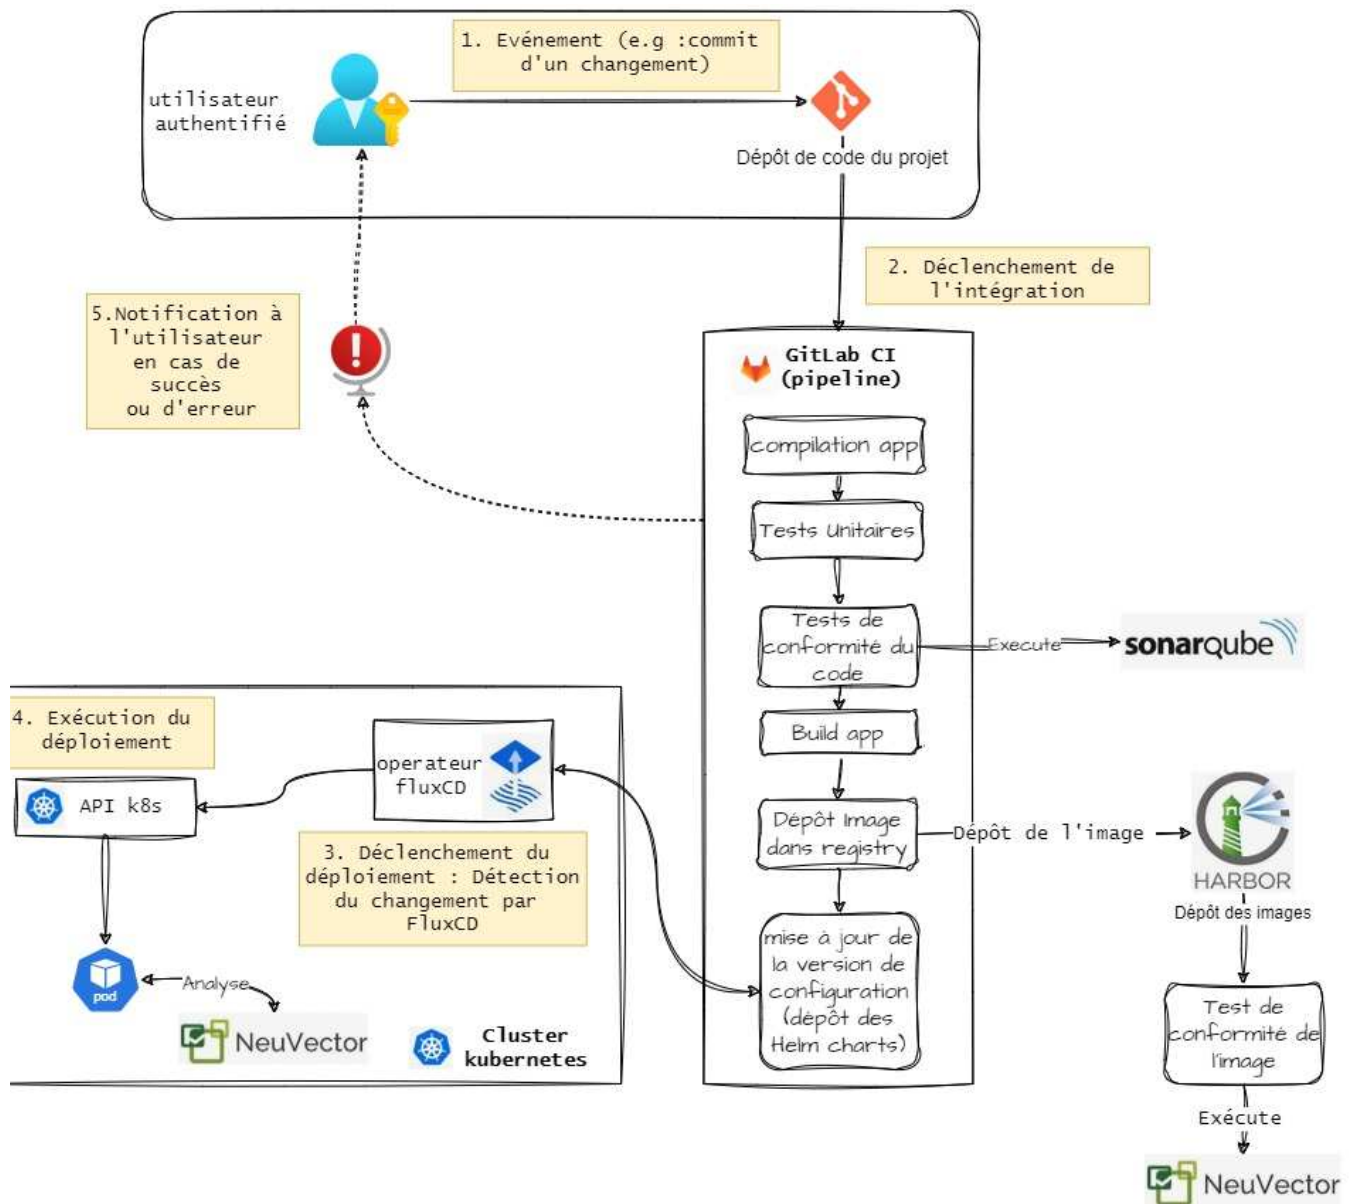 1. Evénement (e.g :commit
d'un changement)
utilisateur
authentifié
Dépôt de code du projet
2. Déclenchement de
l'intégration
5.Notification à
l'utilisateur
en cas de
succès
ou d'erreur
GitLab CI
(pipeline)
compilation app
Tests Unitaires
Tests de
conformité du
code
Execute
sonarqube
Build app
4. Exécution du
déploiement
operateur
fluxCD
API k8s
Dépôt Image
dans registry
Dépôt de l'image
HARBOR
Dépôt des images
3. Déclenchement du
déploiement : Détection
du changement par
FluxCD
mise à jour de
la version de
configuration
(dépôt des
Helm charts)
pod
Analyse
NeuVector
Cluster
kubernetes
Test de
conformité de
l'image
Exécute
NeuVector